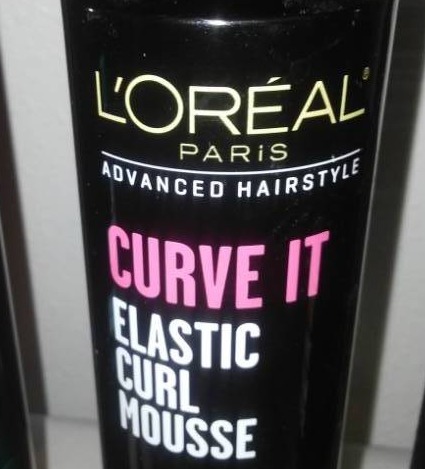 L'ORÉAL®
PARiS
ADVANCED HAIRSTYLE
CURVE IT
ELASTIC
CURL
MOUSSE